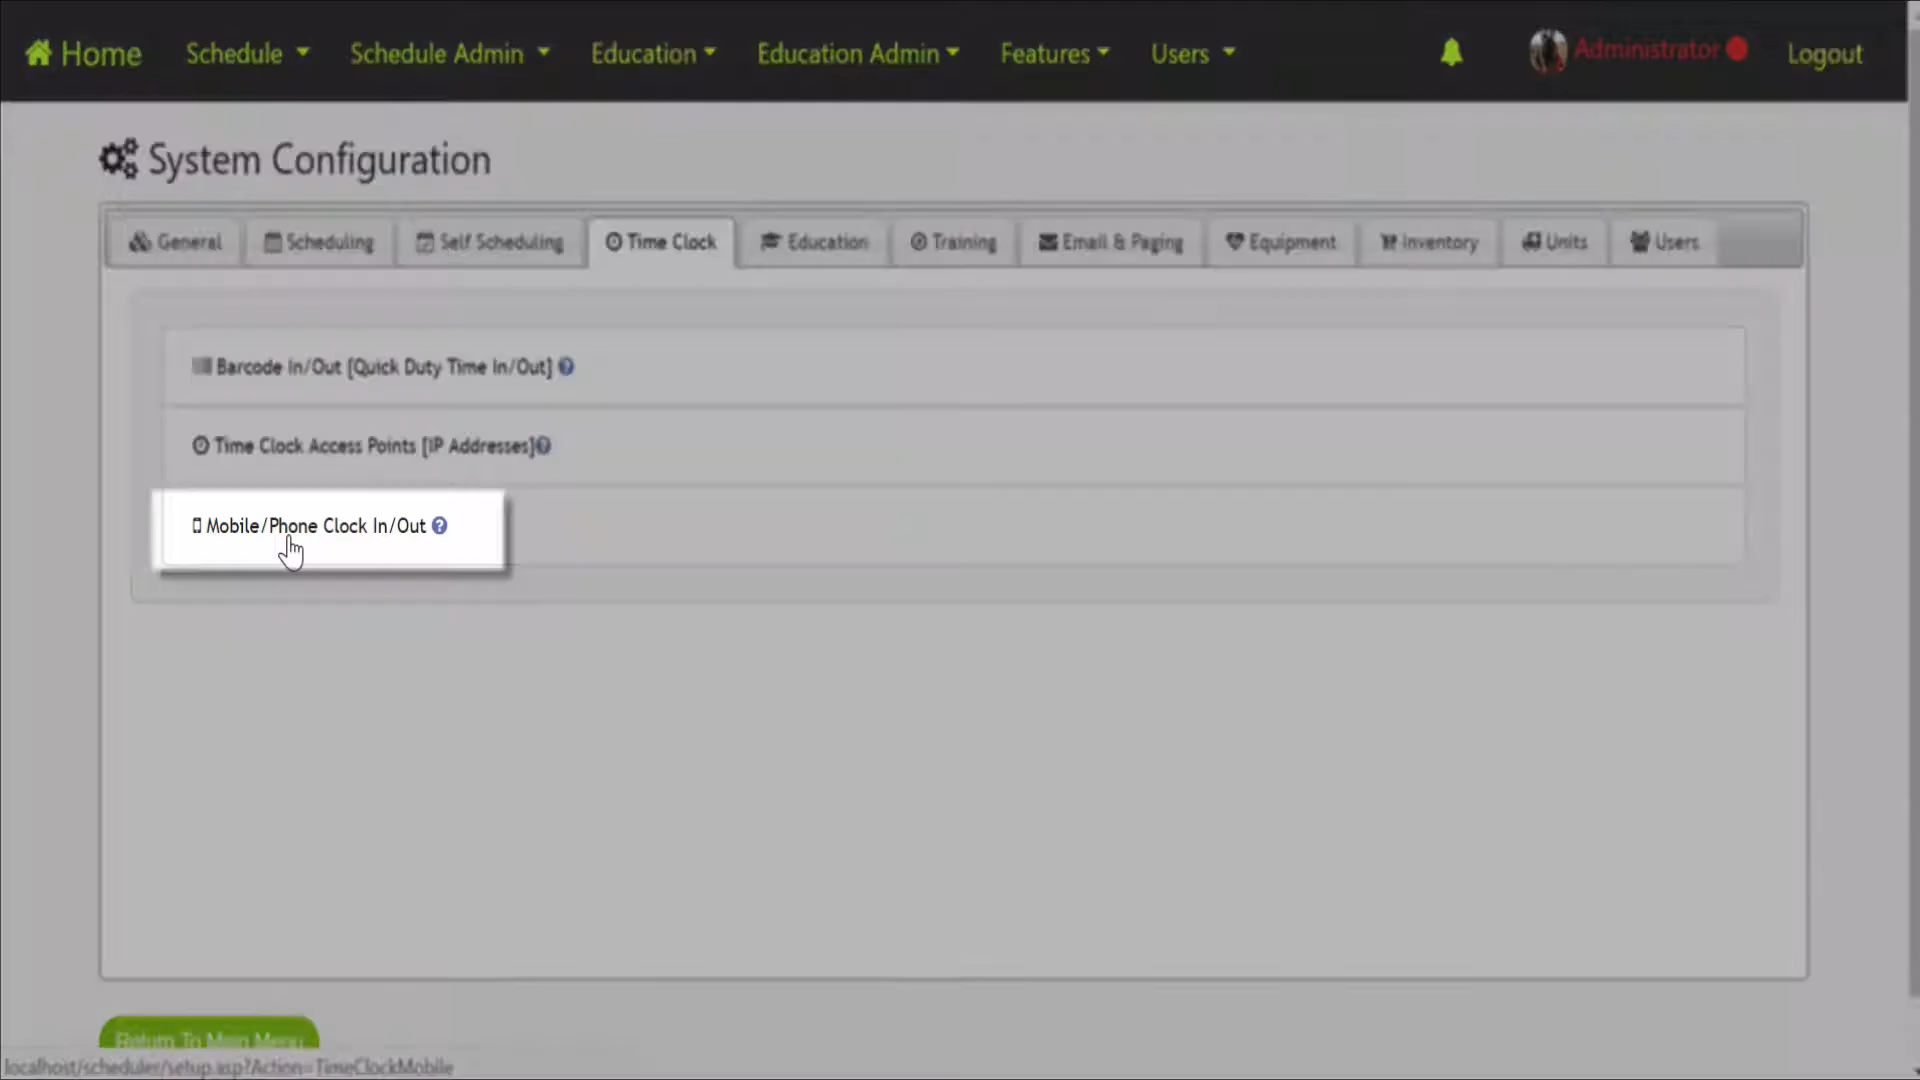 Home Schedule Schedule Admin Education Education Admin Features Users Administrator Logout
System Configuration
General Scheduling Self Scheduling Time Clock Education Training Email & Paging Equipment Inventory Units Users
Barcode In/Out [Quick Duty Time In/Out]
Time Clock Access Points [IP Addresses]
Mobile/Phone Clock In/Out
Return To Main Menu
localhost/scheduler/setup.asp?Action=TimeClockMobile